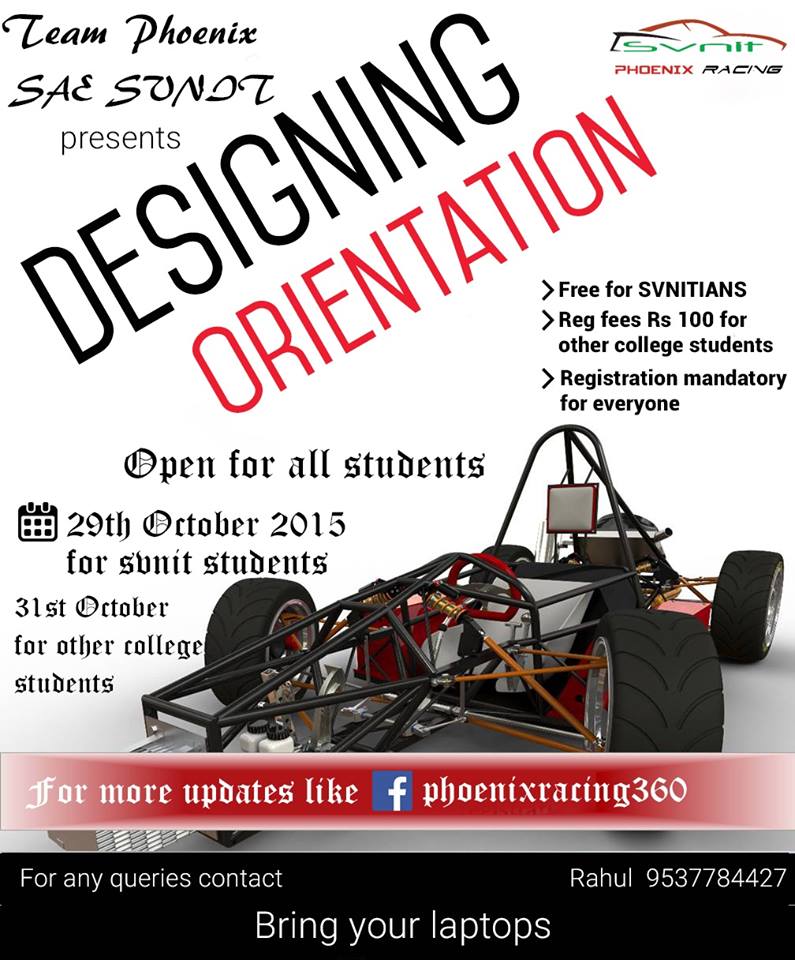 Team Phoenix
SAE SVNIT
presents
svnit
PHOENIX RACING
DESIGNING
ORIENTATION
Free for SVNITIANS
Reg fees Rs 100 for
other college students
Registration mandatory
for everyone
Open for all students
29th October 2015
for svnit students
31st October
for other college
students
For more updates like f phoenixracing360
For any queries contact Rahul 9537784427
Bring your laptops